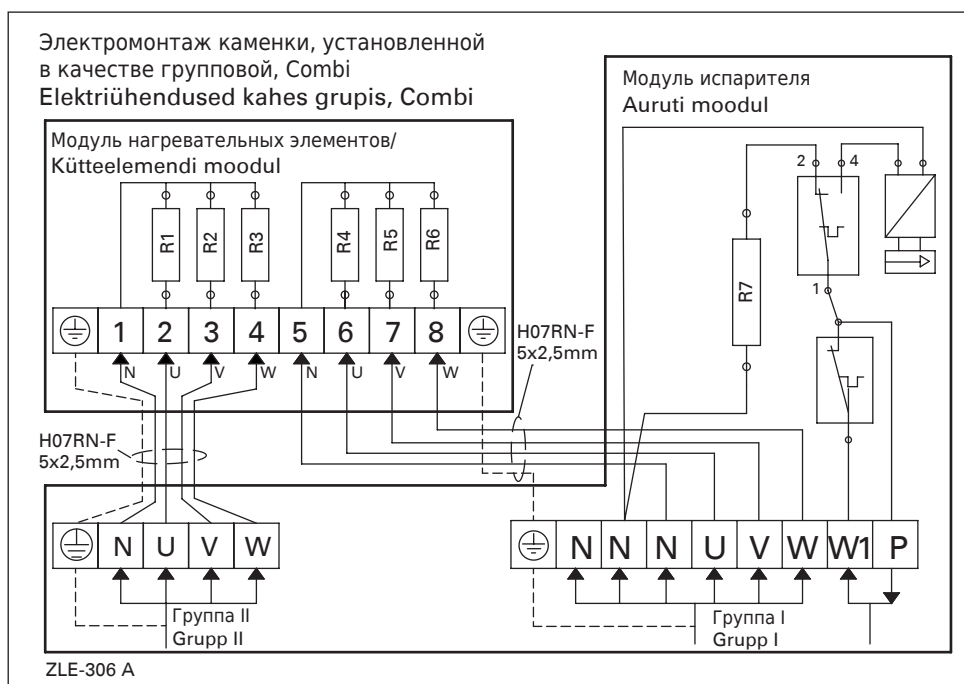 Электромонтаж каменки, установленной
в качестве групповой, Combi
Elektriühendused kahes grupis, Combi
Модуль испарителя
Auruti moodul
Модуль нагревательных элементов/
Kütteelemendi moodul
2 4
R1 R2 R3 R4 R5 R6
R7
1
1 2 3 4 5 6 7 8
N U V W N U V W
H07RN-F
5x2,5mm
H07RN-F
5x2,5mm
N U V W
N N N U V W W1 P
Группа II
Grupp II
Группа I
Grupp I
ZLE-306 A